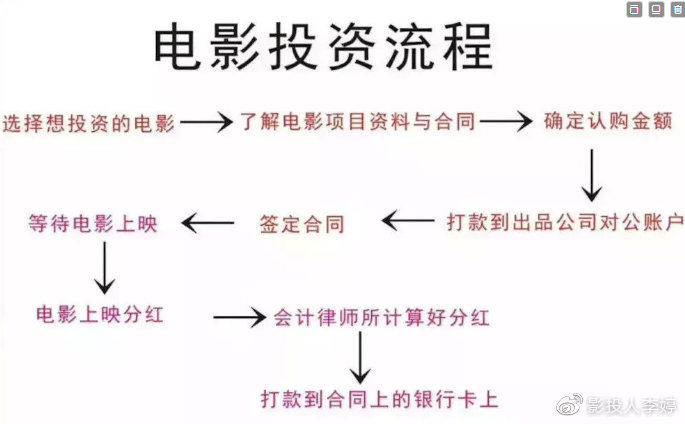 电影投资流程
选择想投资的电影
了解电影项目资料与合同
确定认购金额
打款到出品公司对公账户
签定合同
等待电影上映
电影上映分红
会计律师所计算好分红
打款到合同上的银行卡上
影投人李婷